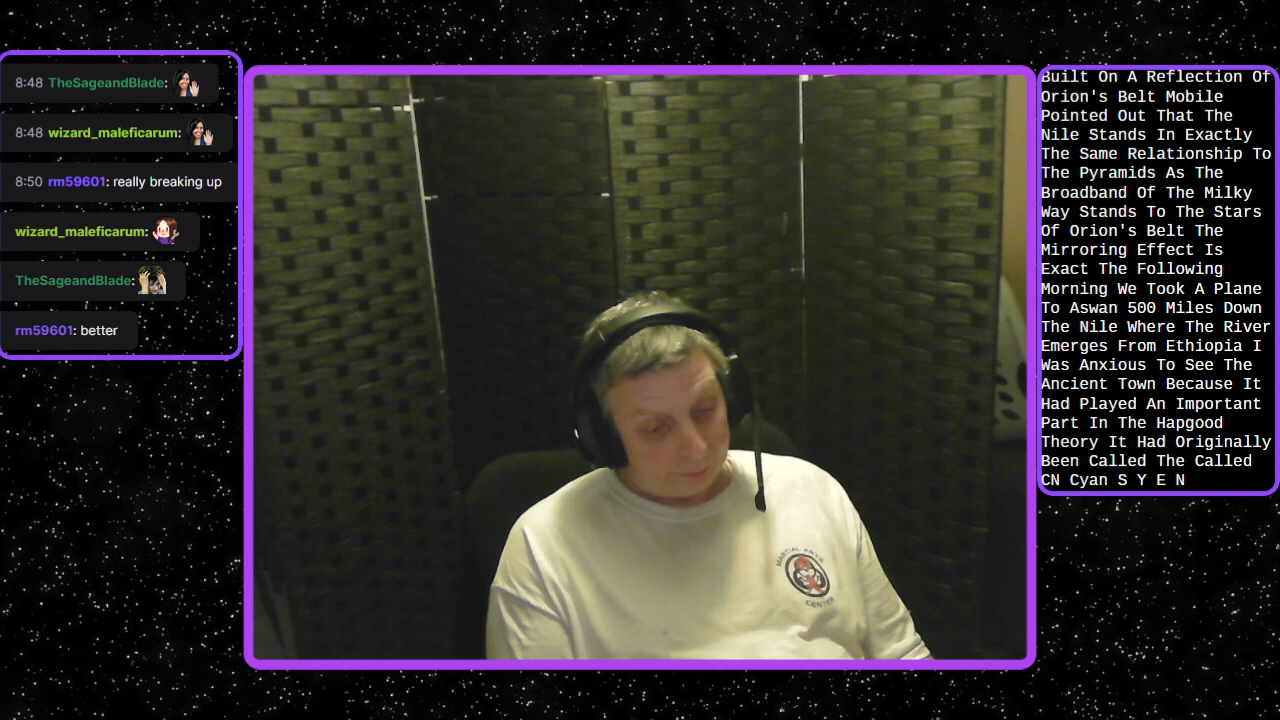 8:48 TheSageandBlade:
8:48 wizard_maleficarum:
8:50 rm59601: really breaking up
wizard_maleficarum:
TheSageandBlade:
rm59601: better
MARTIAL ARTS
CENTER
Built On A Reflection Of
Orion's Belt Mobile
Pointed Out That The
Nile Stands In Exactly
The Same Relationship To
The Pyramids As The
Broadband Of The Milky
Way Stands To The Stars
Of Orion's Belt The
Mirroring Effect Is
Exact The Following
Morning We Took A Plane
To Aswan 500 Miles Down
The Nile Where The River
Emerges From Ethiopia I
Was Anxious To See The
Ancient Town Because It
Had Played An Important
Part In The Hapgood
Theory It Had Originally
Been Called The Called
CN Cyan S Y E N